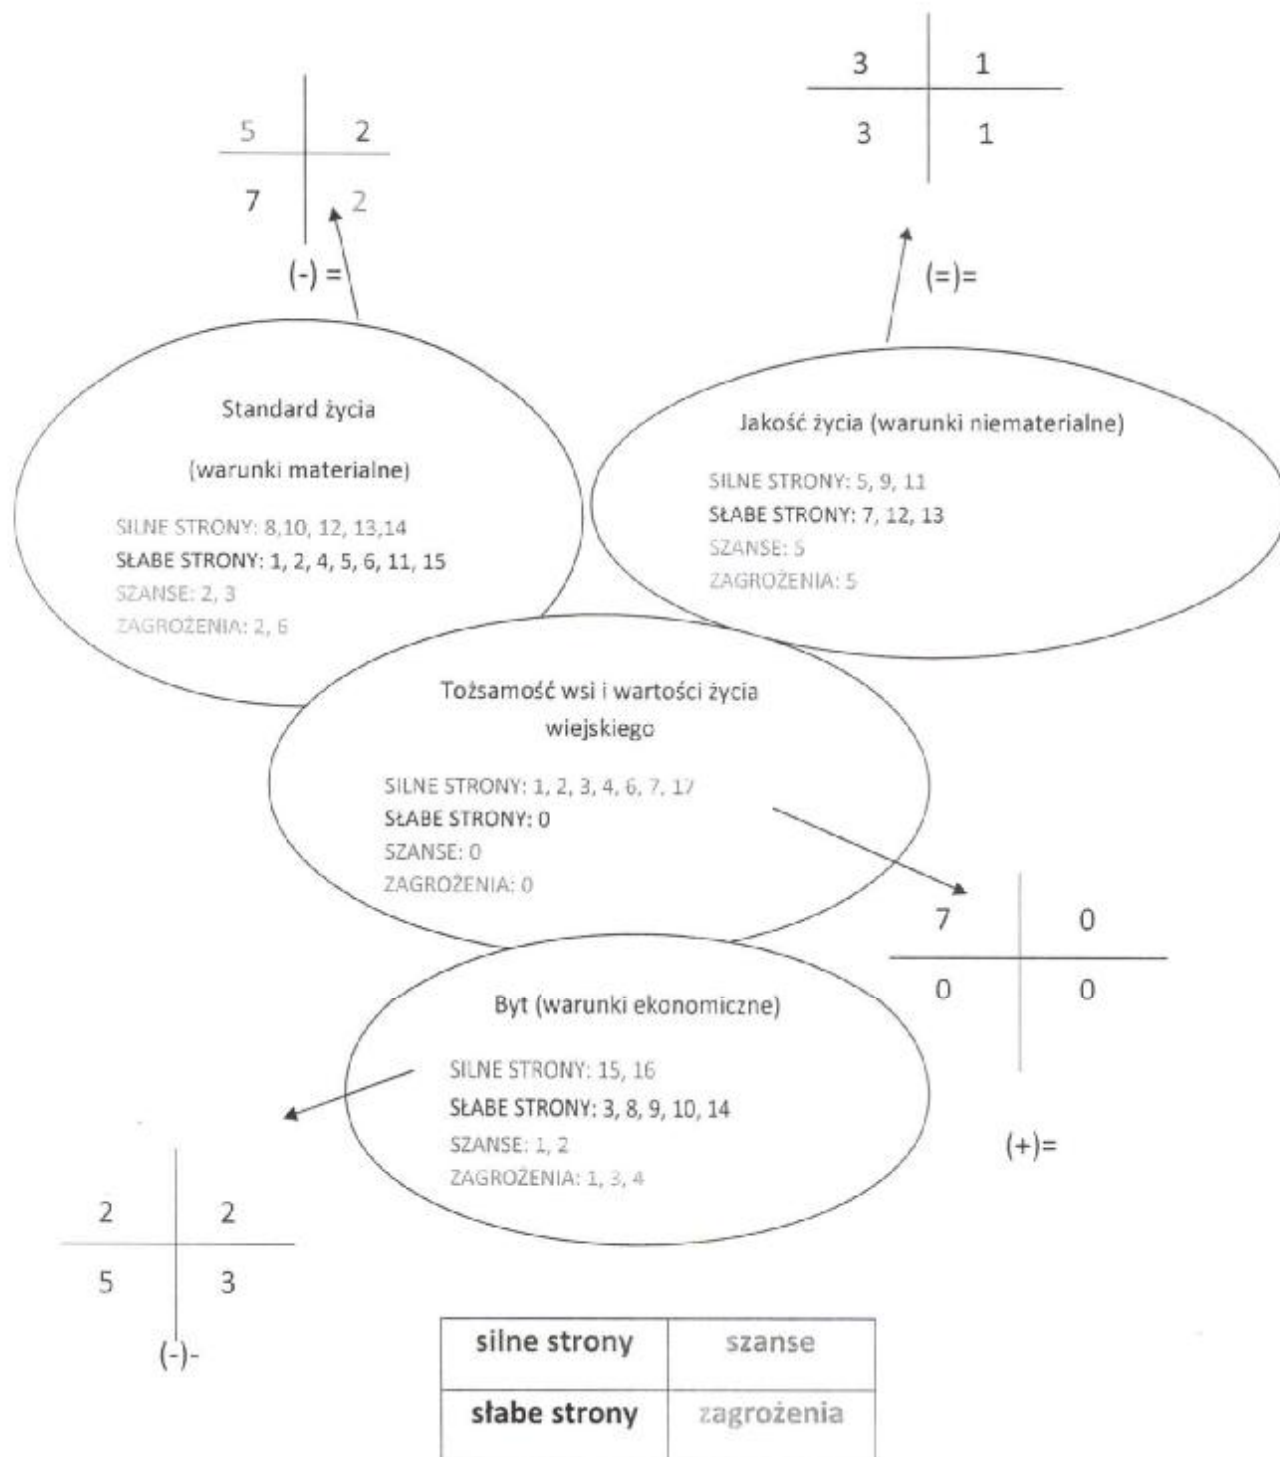 3 1
3 1
5 2
7 2
(-) =
(=)=
Standard życia
(warunki materialne)
SILNE STRONY: 8,10, 12, 13,14
SŁABE STRONY: 1, 2, 4, 5, 6, 11, 15
SZANSE: 2, 3
ZAGROŻENIA: 2, 6
Jakość życia (warunki niematerialne)
SILNE STRONY: 5, 9, 11
SŁABE STRONY: 7, 12, 13
SZANSE: 5
ZAGROŻENIA: 5
Tożsamość wsi i wartości życia
wiejskiego
SILNE STRONY: 1, 2, 3, 4, 6, 7, 17
SŁABE STRONY: 0
SZANSE: 0
ZAGROŻENIA: 0
7 0
0 0
(+)=
Byt (warunki ekonomiczne)
SILNE STRONY: 15, 16
SŁABE STRONY: 3, 8, 9, 10, 14
SZANSE: 1, 2
ZAGROŻENIA: 1, 3, 4
2 2
5 3
(-)-
silne strony szanse
słabe strony zagrożenia